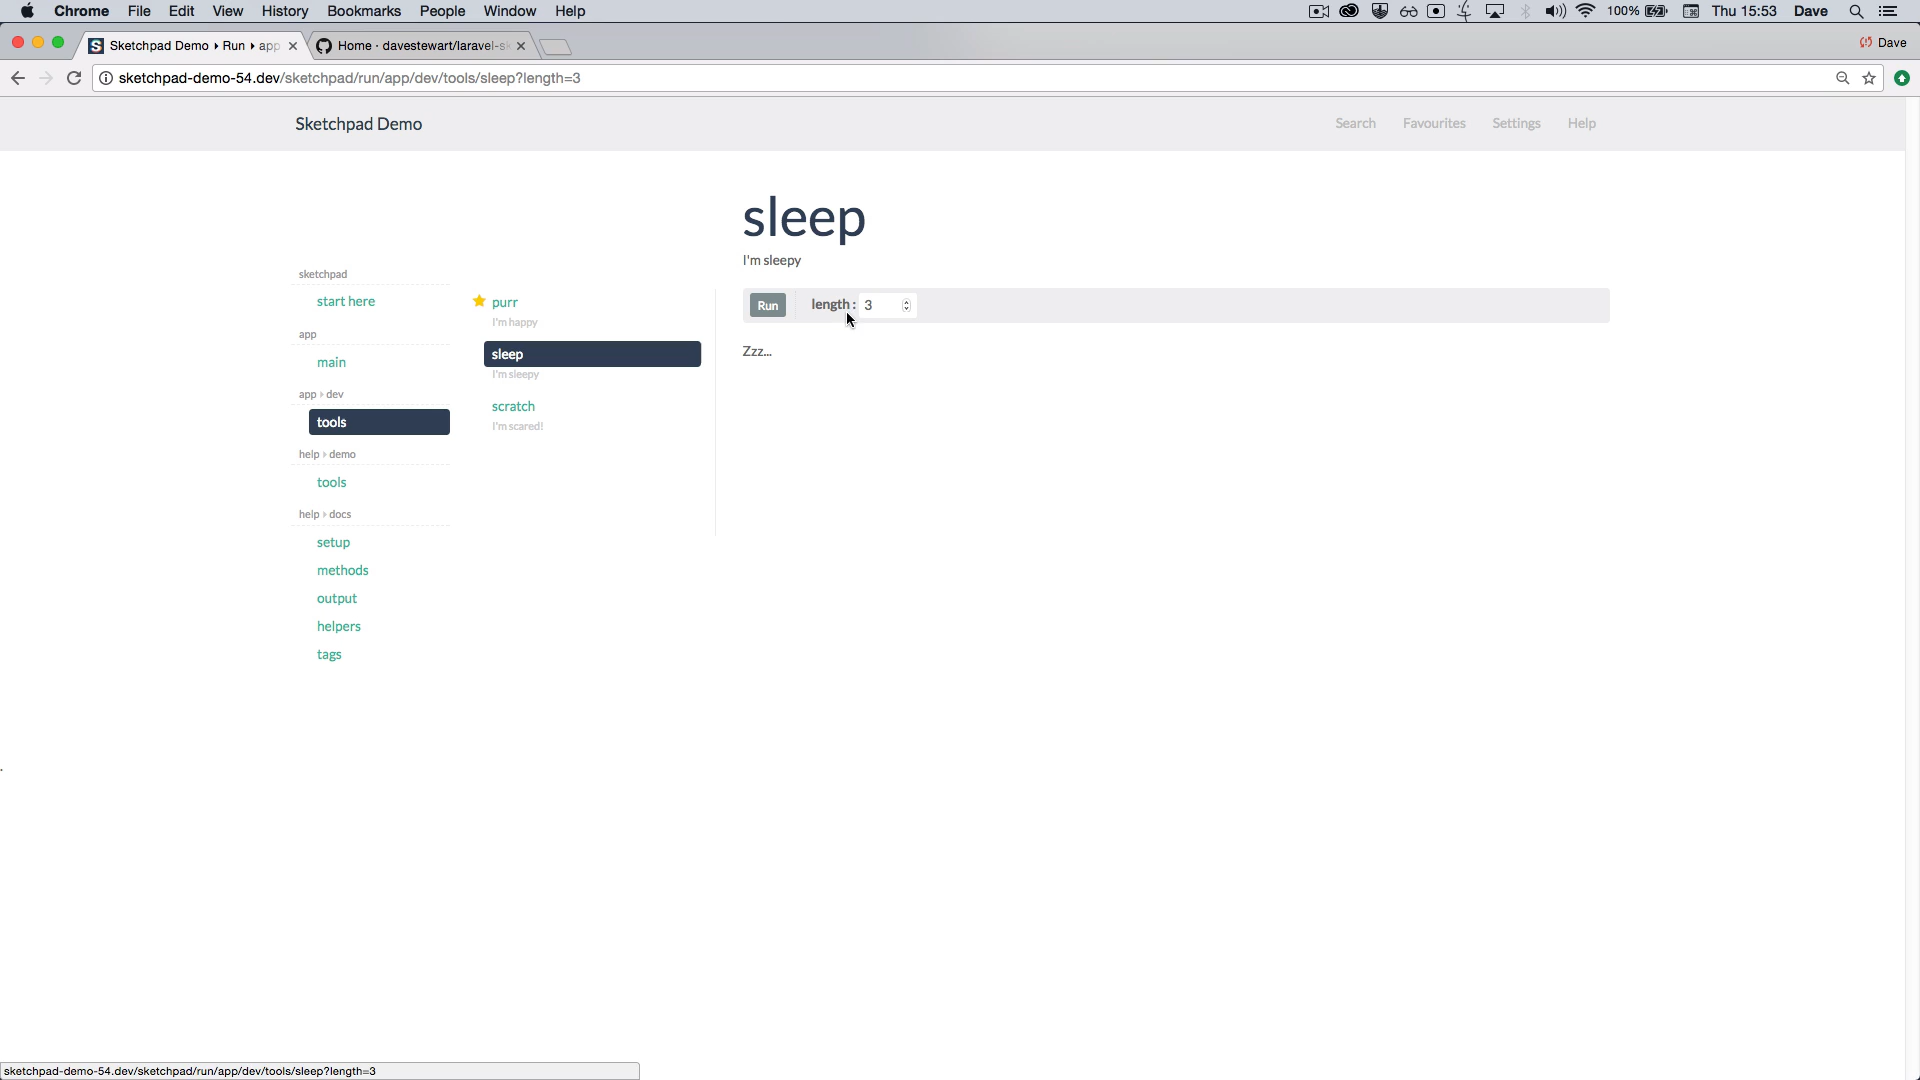 Chrome File Edit View History Bookmarks People Window Help 100% Thu 15:53 Dave
Sketchpad Demo ‣ Run ‣ app Home · davestewart/laravel-sk Dave
sketchpad-demo-54.dev/sketchpad/run/app/dev/tools/sleep?length=3
Sketchpad Demo Search Favourites Settings Help
sleep
I'm sleepy
sketchpad
start here
app
main
app › dev
tools
help › demo
tools
help › docs
setup
methods
output
helpers
tags
purr
I'm happy
sleep
I'm sleepy
scratch
I'm scared!
Run length : 3
Zzz...
sketchpad-demo-54.dev/sketchpad/run/app/dev/tools/sleep?length=3